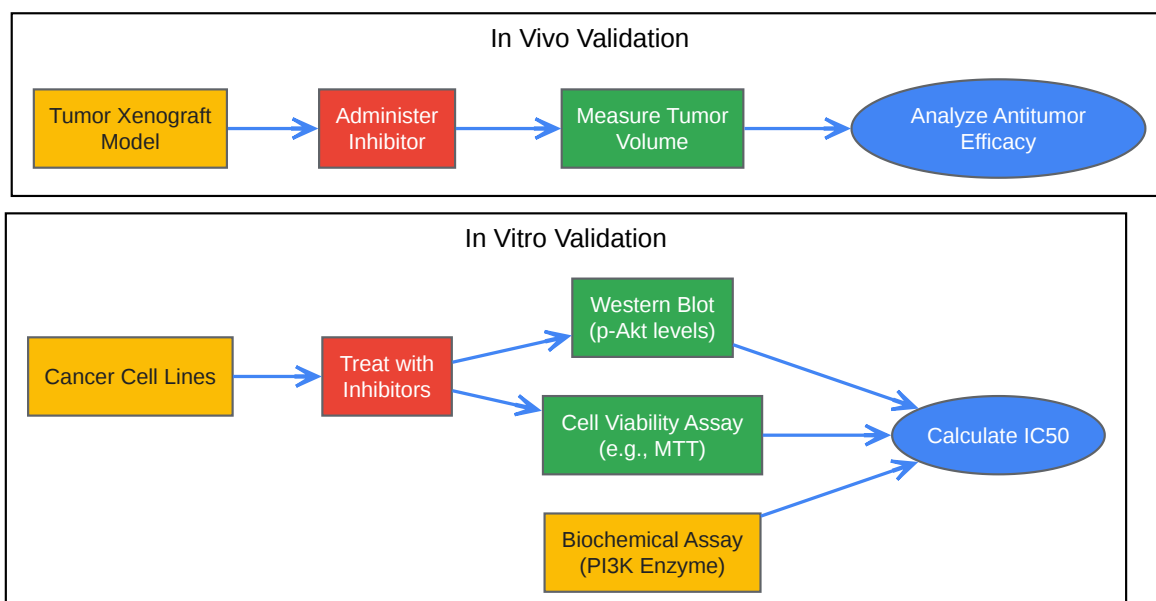 In Vivo Validation
Tumor Xenograft
Model
Administer
Inhibitor
Measure Tumor
Volume
Analyze Antitumor
Efficacy
In Vitro Validation
Cancer Cell Lines
Treat with
Inhibitors
Western Blot
(p-Akt levels)
Cell Viability Assay
(e.g., MTT)
Biochemical Assay
(PI3K Enzyme)
Calculate IC50